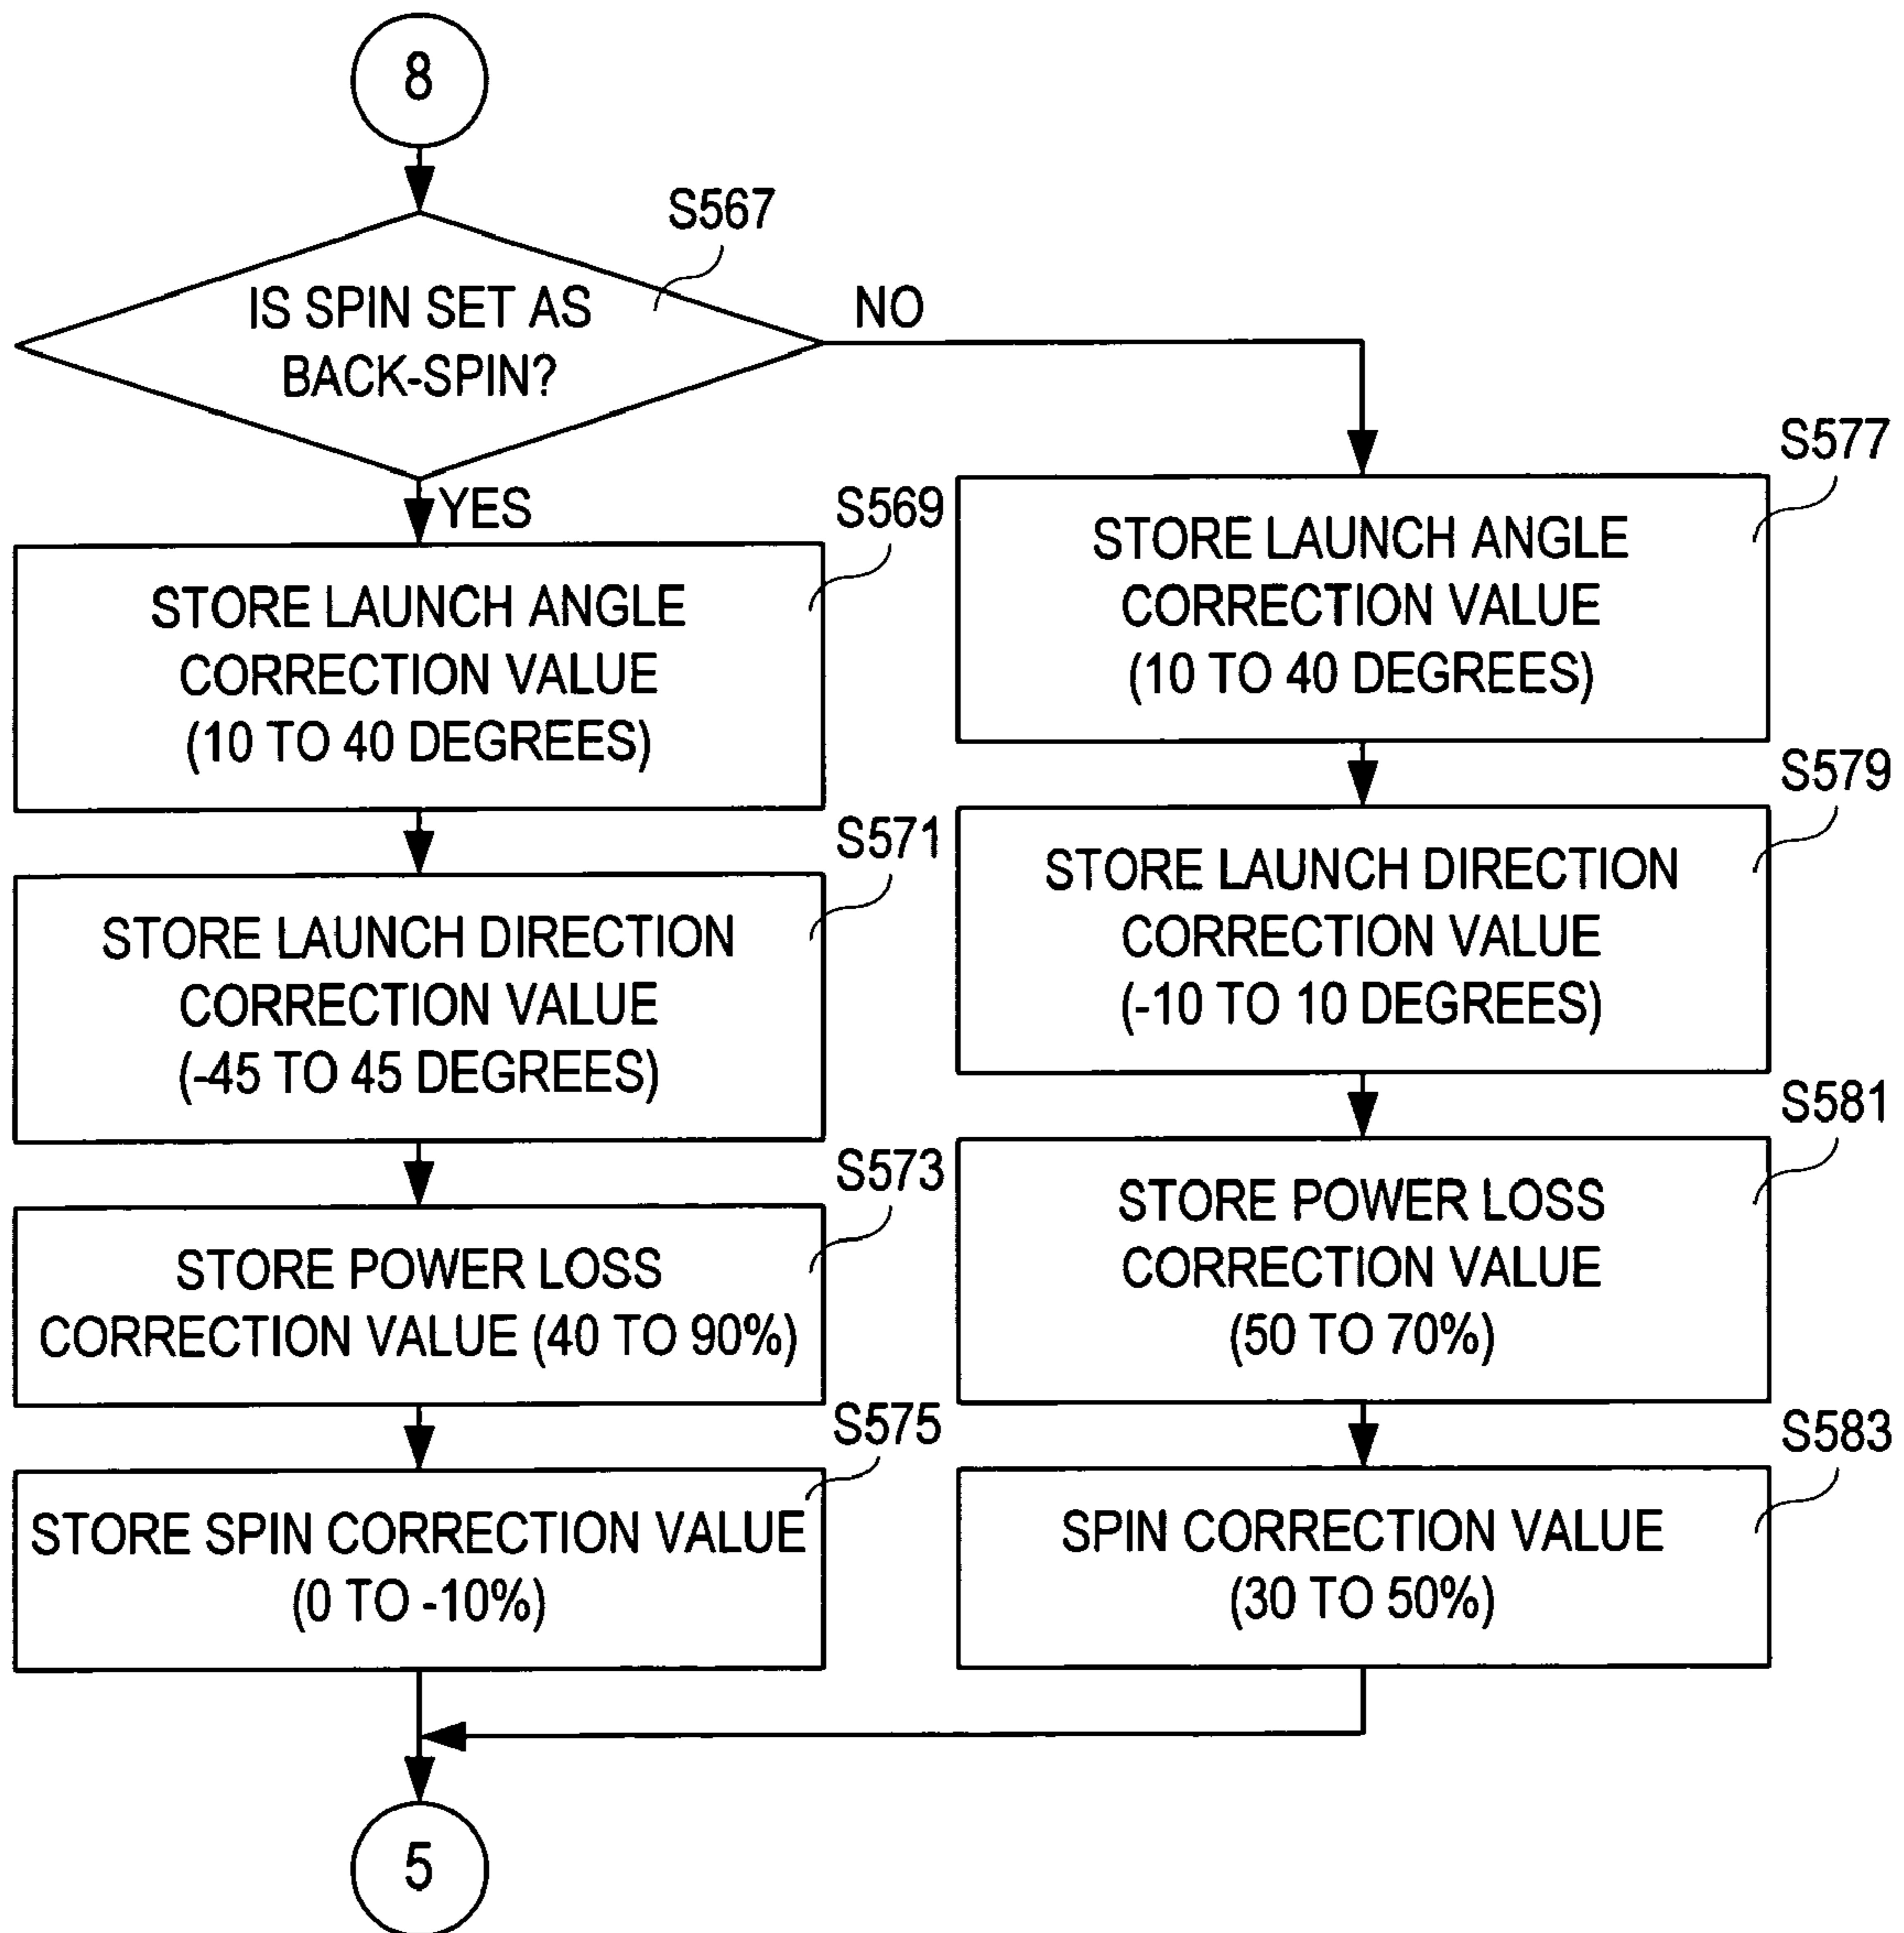 8
S567
IS SPIN SET AS
BACK-SPIN?
NO
YES
S569
STORE LAUNCH ANGLE
CORRECTION VALUE
(10 TO 40 DEGREES)
S571
STORE LAUNCH DIRECTION
CORRECTION VALUE
(-45 TO 45 DEGREES)
S573
STORE POWER LOSS
CORRECTION VALUE (40 TO 90%)
S575
STORE SPIN CORRECTION VALUE
(0 TO -10%)
S577
STORE LAUNCH ANGLE
CORRECTION VALUE
(10 TO 40 DEGREES)
S579
STORE LAUNCH DIRECTION
CORRECTION VALUE
(-10 TO 10 DEGREES)
S581
STORE POWER LOSS
CORRECTION VALUE
(50 TO 70%)
S583
SPIN CORRECTION VALUE
(30 TO 50%)
5